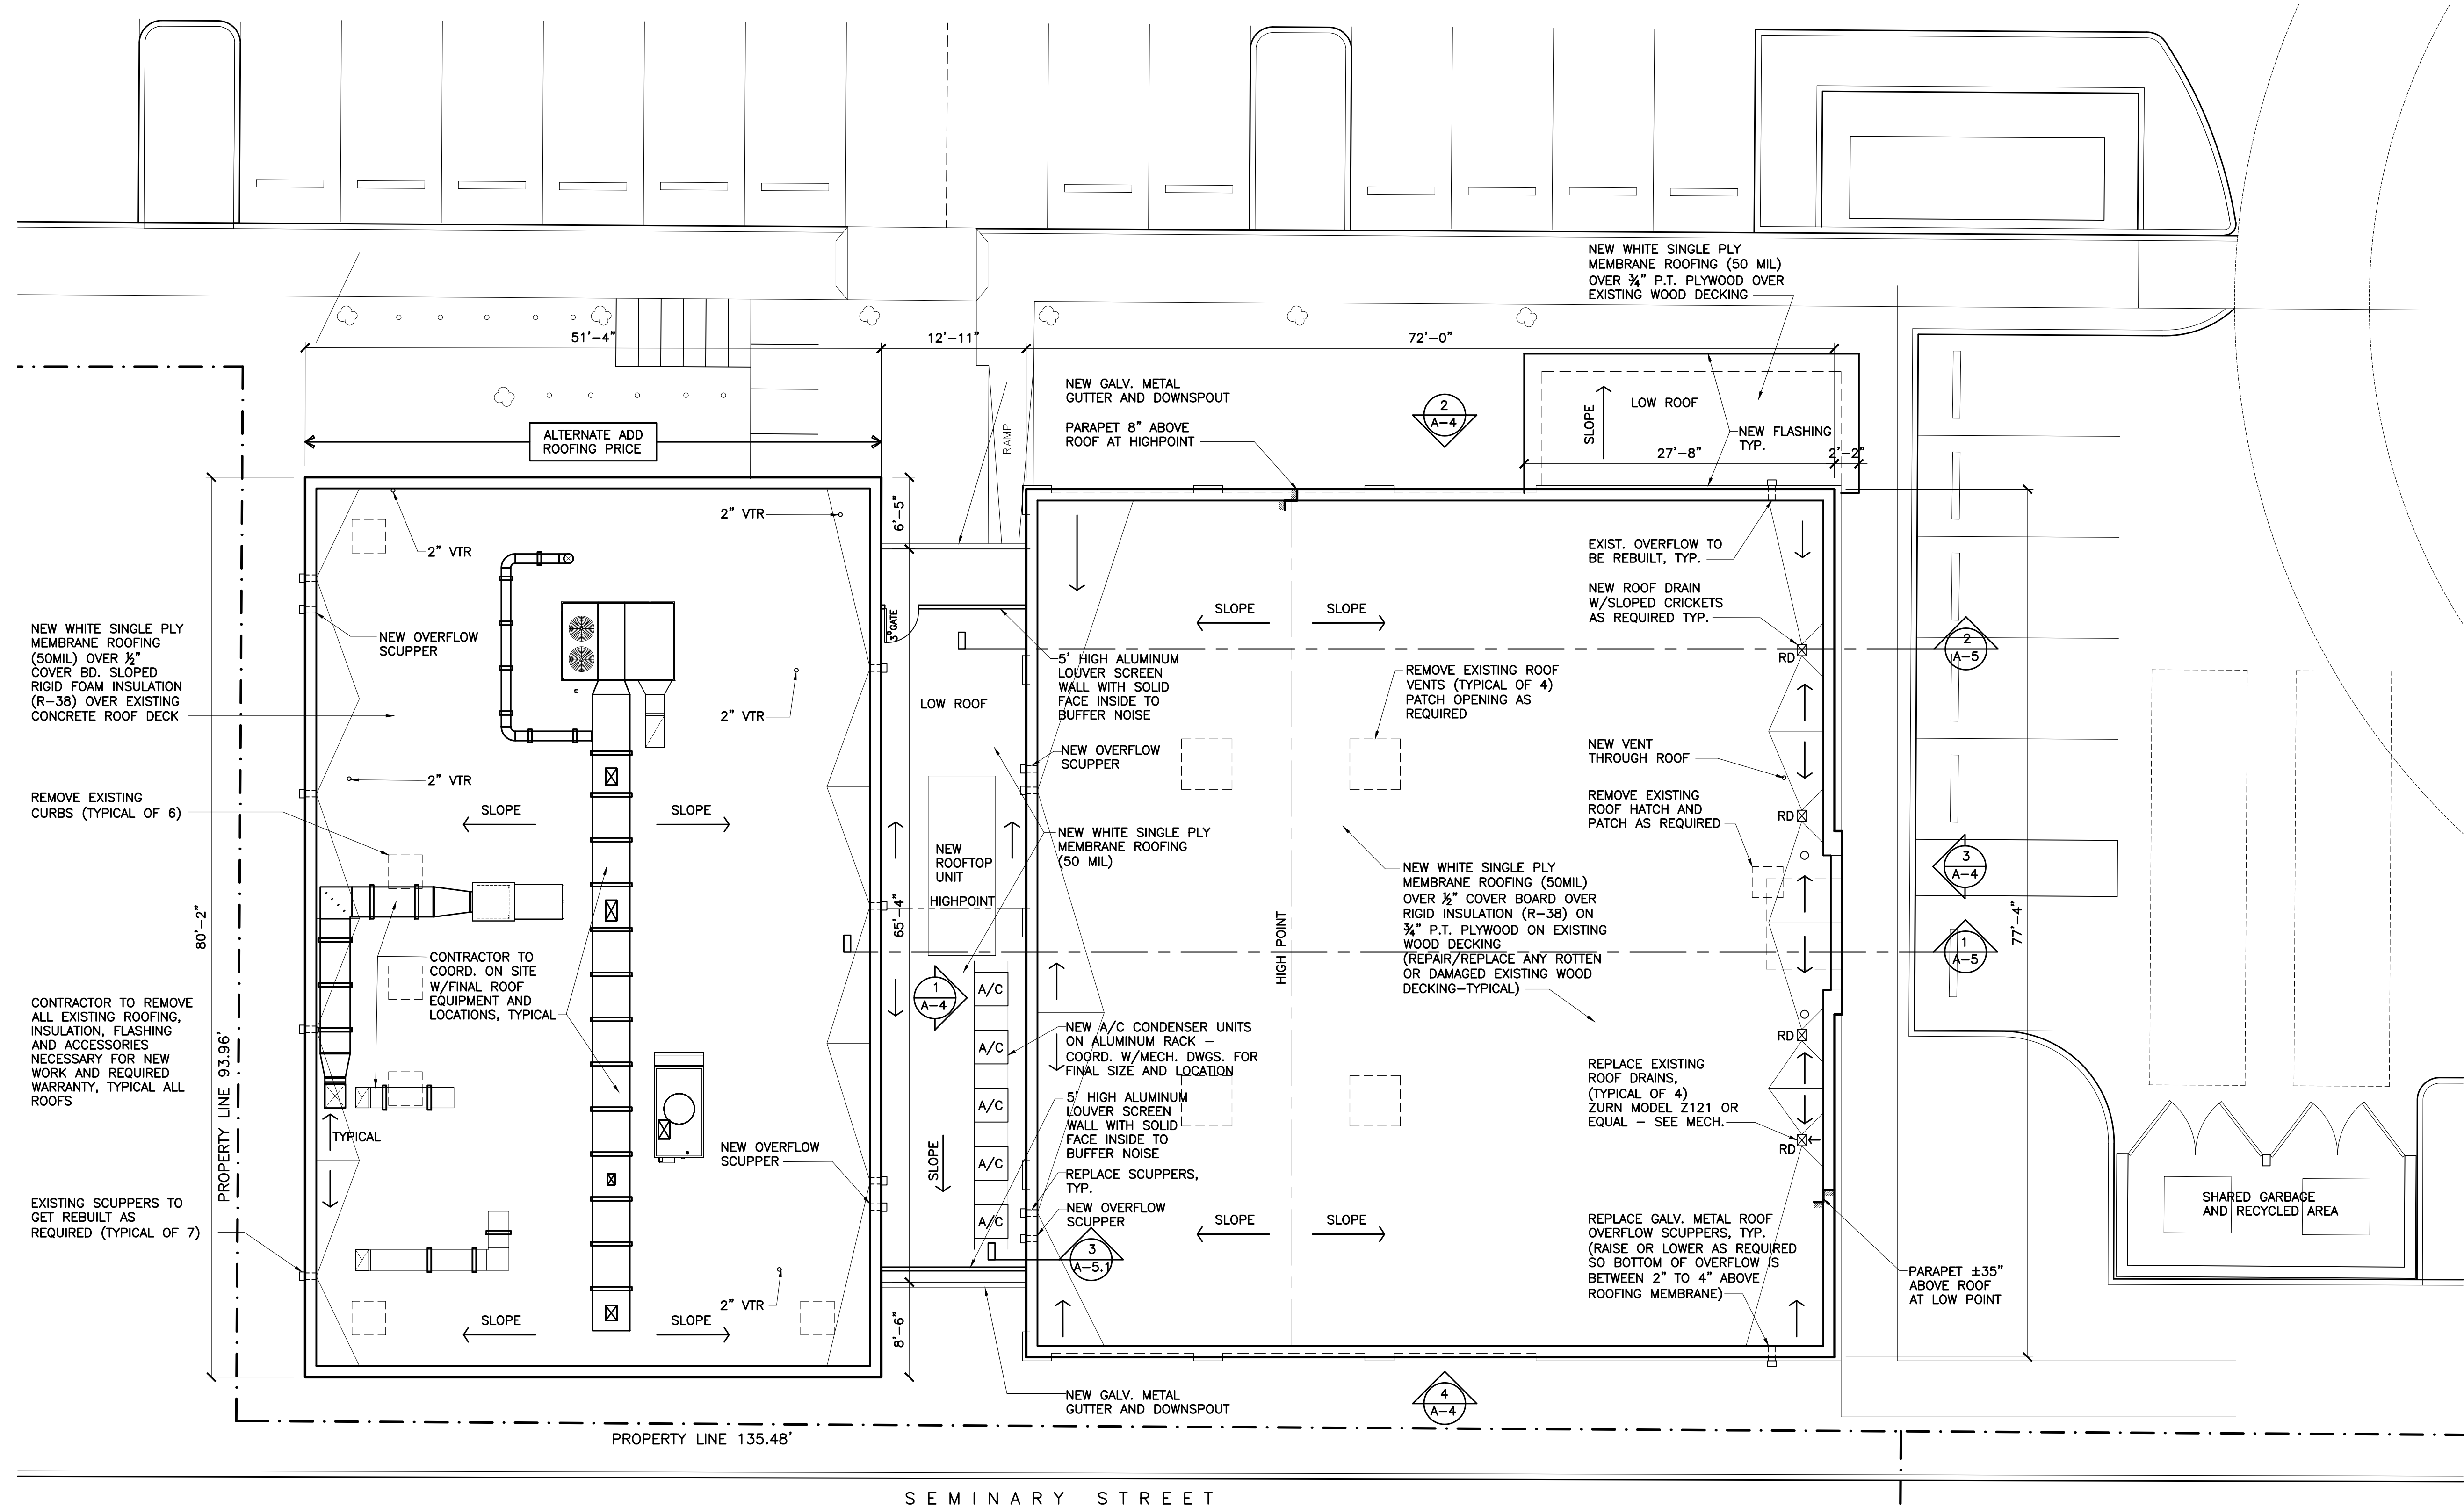 NEW WHITE SINGLE PLY
MEMBRANE ROOFING (50 MIL)
OVER ¾" P.T. PLYWOOD OVER
EXISTING WOOD DECKING
51'-4"
12'-11"
72'-0"
ALTERNATE ADD
ROOFING PRICE
NEW GALV. METAL
GUTTER AND DOWNSPOUT
PARAPET 8" ABOVE
ROOF AT HIGHPOINT
RAMP
2
A-4
SLOPE
LOW ROOF
NEW FLASHING
TYP.
27'-8"
2'-2"
2" VTR
2" VTR
6'-5"
EXIST. OVERFLOW TO
BE REBUILT, TYP.
NEW ROOF DRAIN
W/SLOPED CRICKETS
AS REQUIRED TYP.
RD
SLOPE
SLOPE
2
A-5
NEW WHITE SINGLE PLY
MEMBRANE ROOFING
(50MIL) OVER ½"
COVER BD. SLOPED
RIGID FOAM INSULATION
(R-38) OVER EXISTING
CONCRETE ROOF DECK
NEW OVERFLOW
SCUPPER
3⁰GATE
5' HIGH ALUMINUM
LOUVER SCREEN
WALL WITH SOLID
FACE INSIDE TO
BUFFER NOISE
REMOVE EXISTING ROOF
VENTS (TYPICAL OF 4)
PATCH OPENING AS
REQUIRED
LOW ROOF
2" VTR
NEW OVERFLOW
SCUPPER
NEW VENT
THROUGH ROOF
2" VTR
REMOVE EXISTING
CURBS (TYPICAL OF 6)
SLOPE
SLOPE
REMOVE EXISTING
ROOF HATCH AND
PATCH AS REQUIRED
RD
NEW WHITE SINGLE PLY
MEMBRANE ROOFING
(50 MIL)
NEW
ROOFTOP
UNIT
HIGHPOINT
3
A-4
NEW WHITE SINGLE PLY
MEMBRANE ROOFING (50MIL)
OVER ½" COVER BOARD OVER
RIGID INSULATION (R-38) ON
¾" P.T. PLYWOOD ON EXISTING
WOOD DECKING
(REPAIR/REPLACE ANY ROTTEN
OR DAMAGED EXISTING WOOD
DECKING-TYPICAL)
80'-2"
65'-4"
HIGH POINT
77'-4"
1
A-5
CONTRACTOR TO
COORD. ON SITE
W/FINAL ROOF
EQUIPMENT AND
LOCATIONS, TYPICAL
1
A-4
A/C
A/C
A/C
A/C
A/C
CONTRACTOR TO REMOVE
ALL EXISTING ROOFING,
INSULATION, FLASHING
AND ACCESSORIES
NECESSARY FOR NEW
WORK AND REQUIRED
WARRANTY, TYPICAL ALL
ROOFS
PROPERTY LINE 93.96'
NEW A/C CONDENSER UNITS
ON ALUMINUM RACK -
COORD. W/MECH. DWGS. FOR
FINAL SIZE AND LOCATION
RD
REPLACE EXISTING
ROOF DRAINS,
(TYPICAL OF 4)
ZURN MODEL Z121 OR
EQUAL - SEE MECH.
RD
5' HIGH ALUMINUM
LOUVER SCREEN
WALL WITH SOLID
FACE INSIDE TO
BUFFER NOISE
TYPICAL
NEW OVERFLOW
SCUPPER
SLOPE
REPLACE SCUPPERS,
TYP.
NEW OVERFLOW
SCUPPER
SHARED GARBAGE
AND RECYCLED AREA
EXISTING SCUPPERS TO
GET REBUILT AS
REQUIRED (TYPICAL OF 7)
SLOPE
SLOPE
REPLACE GALV. METAL ROOF
OVERFLOW SCUPPERS, TYP.
(RAISE OR LOWER AS REQUIRED
SO BOTTOM OF OVERFLOW IS
BETWEEN 2" TO 4" ABOVE
ROOFING MEMBRANE)
3
A-5.1
PARAPET ±35"
ABOVE ROOF
AT LOW POINT
2" VTR
SLOPE
SLOPE
8'-6"
NEW GALV. METAL
GUTTER AND DOWNSPOUT
4
A-4
PROPERTY LINE 135.48'
SEMINARY STREET